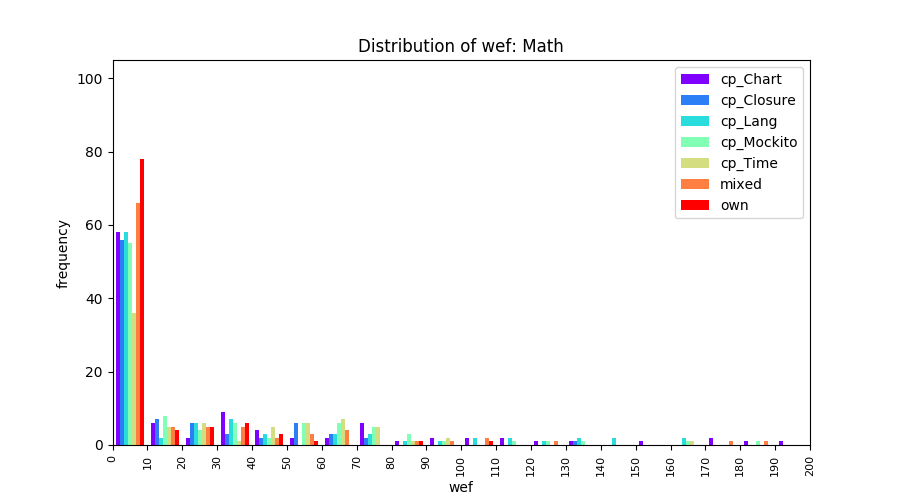 Distribution of wef: Math
frequency
100
80
60
40
20
0
cp_Chart
cp_Closure
cp_Lang
cp_Mockito
cp_Time
mixed
own
0 10 20 30 40 50 60 70 80 90 100 110 120 130 140 150 160 170 180 190 200
wef